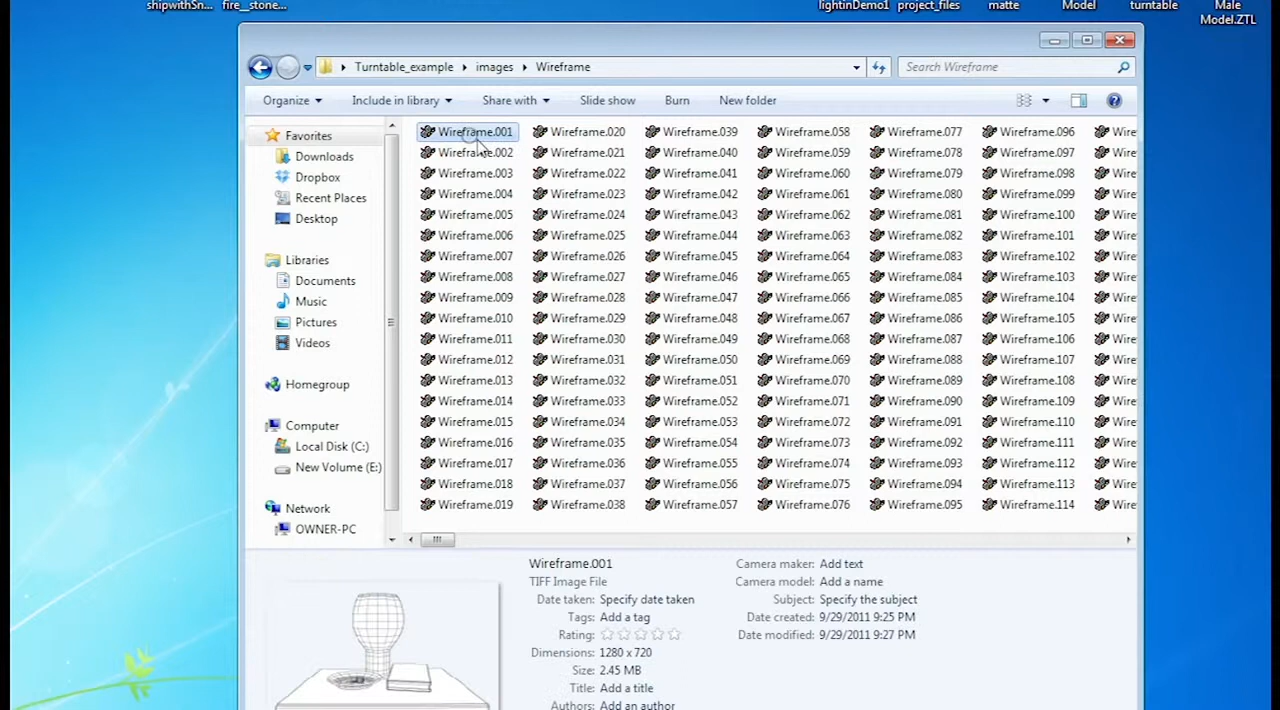 shipwithSn... fire__stone... lightinDemo1 project_files matte Model turntable Male
Model.ZTL
Turntable_example images Wireframe Search Wireframe
Organize Include in library Share with Slide show Burn New folder
Favorites
Downloads
Dropbox
Recent Places
Desktop
Libraries
Documents
Music
Pictures
Videos
Homegroup
Computer
Local Disk (C:)
New Volume (E:)
Network
OWNER-PC
Wireframe.001 Wireframe.020 Wireframe.039 Wireframe.058 Wireframe.077 Wireframe.096 Wire
Wireframe.002 Wireframe.021 Wireframe.040 Wireframe.059 Wireframe.078 Wireframe.097 Wire
Wireframe.003 Wireframe.022 Wireframe.041 Wireframe.060 Wireframe.079 Wireframe.098 Wire
Wireframe.004 Wireframe.023 Wireframe.042 Wireframe.061 Wireframe.080 Wireframe.099 Wire
Wireframe.005 Wireframe.024 Wireframe.043 Wireframe.062 Wireframe.081 Wireframe.100 Wire
Wireframe.006 Wireframe.025 Wireframe.044 Wireframe.063 Wireframe.082 Wireframe.101 Wire
Wireframe.007 Wireframe.026 Wireframe.045 Wireframe.064 Wireframe.083 Wireframe.102 Wire
Wireframe.008 Wireframe.027 Wireframe.046 Wireframe.065 Wireframe.084 Wireframe.103 Wire
Wireframe.009 Wireframe.028 Wireframe.047 Wireframe.066 Wireframe.085 Wireframe.104 Wire
Wireframe.010 Wireframe.029 Wireframe.048 Wireframe.067 Wireframe.086 Wireframe.105 Wire
Wireframe.011 Wireframe.030 Wireframe.049 Wireframe.068 Wireframe.087 Wireframe.106 Wire
Wireframe.012 Wireframe.031 Wireframe.050 Wireframe.069 Wireframe.088 Wireframe.107 Wire
Wireframe.013 Wireframe.032 Wireframe.051 Wireframe.070 Wireframe.089 Wireframe.108 Wire
Wireframe.014 Wireframe.033 Wireframe.052 Wireframe.071 Wireframe.090 Wireframe.109 Wire
Wireframe.015 Wireframe.034 Wireframe.053 Wireframe.072 Wireframe.091 Wireframe.110 Wire
Wireframe.016 Wireframe.035 Wireframe.054 Wireframe.073 Wireframe.092 Wireframe.111 Wire
Wireframe.017 Wireframe.036 Wireframe.055 Wireframe.074 Wireframe.093 Wireframe.112 Wire
Wireframe.018 Wireframe.037 Wireframe.056 Wireframe.075 Wireframe.094 Wireframe.113 Wire
Wireframe.019 Wireframe.038 Wireframe.057 Wireframe.076 Wireframe.095 Wireframe.114 Wire
Wireframe.001
TIFF Image File
Date taken: Specify date taken
Tags: Add a tag
Rating:
Dimensions: 1280 x 720
Size: 2.45 MB
Title: Add a title
Authors: Add an author
Camera maker: Add text
Camera model: Add a name
Subject: Specify the subject
Date created: 9/29/2011 9:25 PM
Date modified: 9/29/2011 9:27 PM